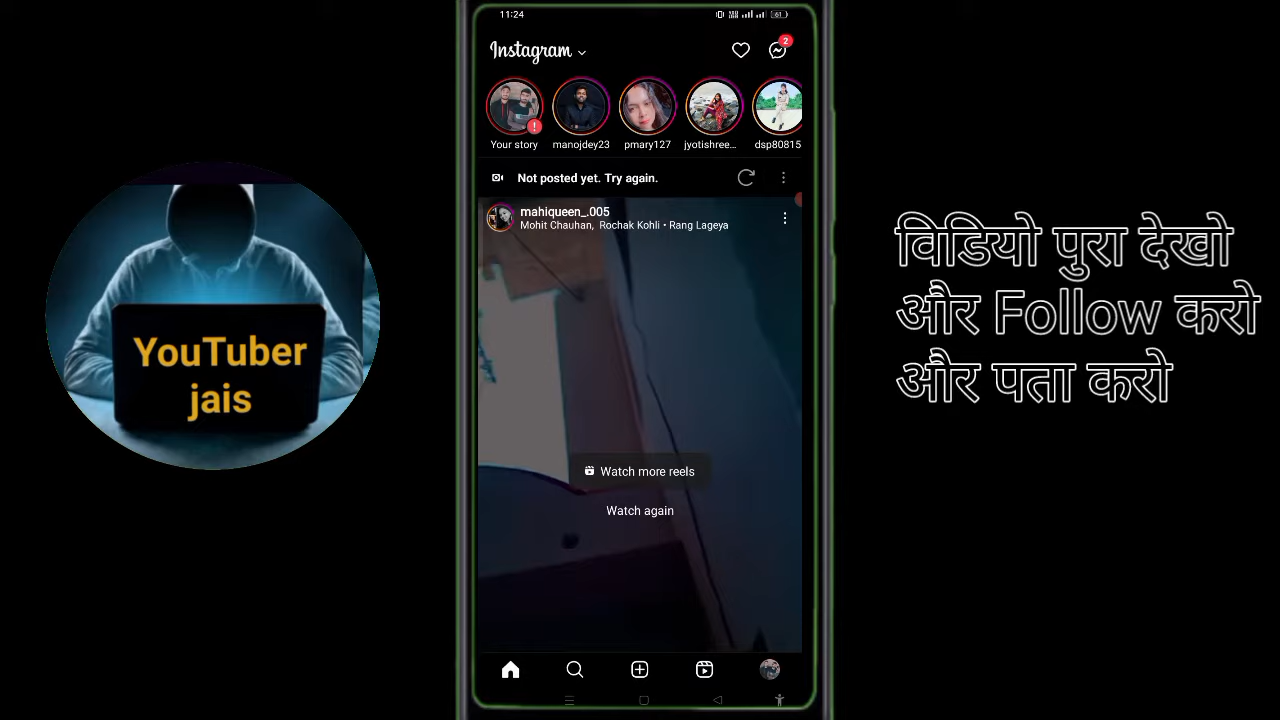 11:24
61
Instagram
2
Your story
manojdey23
pmary127
jyotishree...
dsp80815
Not posted yet. Try again.
mahiqueen_.005
Mohit Chauhan, Rochak Kohli • Rang Lageya
Watch more reels
Watch again
YouTuber
jais
विडियो पुरा देखो
और Follow करो
और पता करो